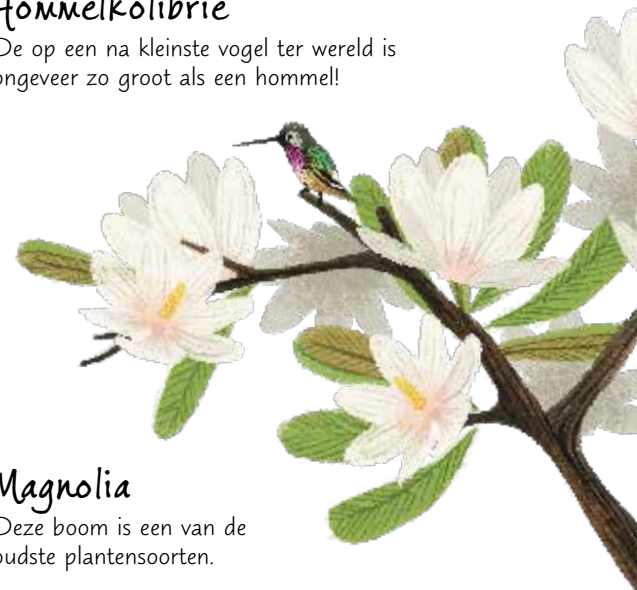 Hommelkolibrie
De op een na kleinste vogel ter wereld is
ongeveer zo groot als een hommel!
Magnolia
Deze boom is een van de
oudste plantensoorten.